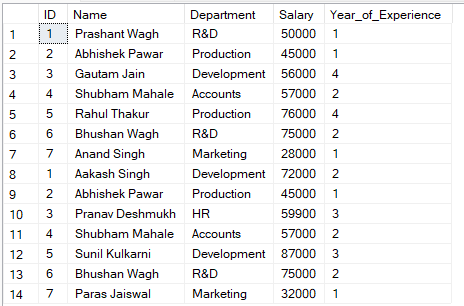 ID Name Department Salary Year_of_Experience
1 1 Prashant Wagh R&D 50000 1
2 2 Abhishek Pawar Production 45000 1
3 3 Gautam Jain Development 56000 4
4 4 Shubham Mahale Accounts 57000 2
5 5 Rahul Thakur Production 76000 4
6 6 Bhushan Wagh R&D 75000 2
7 7 Anand Singh Marketing 28000 1
8 1 Aakash Singh Development 72000 2
9 2 Abhishek Pawar Production 45000 1
10 3 Pranav Deshmukh HR 59900 3
11 4 Shubham Mahale Accounts 57000 2
12 5 Sunil Kulkarni Development 87000 3
13 6 Bhushan Wagh R&D 75000 2
14 7 Paras Jaiswal Marketing 32000 1